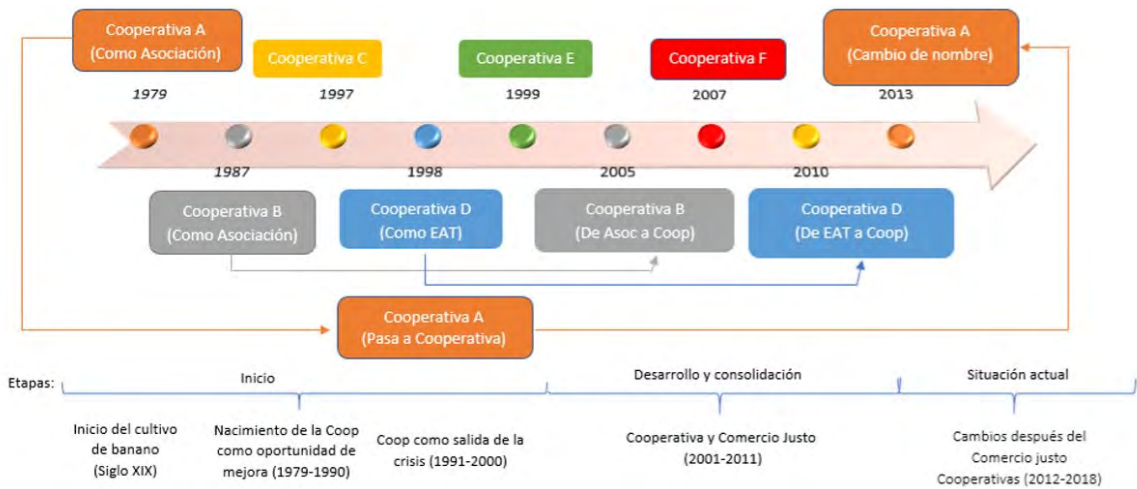 Cooperativa A
(Como Asociación)
Cooperativa C
Cooperativa E
Cooperativa F
Cooperativa A
(Cambio de nombre)
1979
1997
1999
2007
2013
1987
1998
2005
2010
Cooperativa B
(Como Asociación)
Cooperativa D
(Como EAT)
Cooperativa B
(De Asoc a Coop)
Cooperativa D
(De EAT a Coop)
Cooperativa A
(Pasa a Cooperativa)
Etapas:
Inicio
Desarrollo y consolidación
Situación actual
Inicio del cultivo
de banano
(Siglo XIX)
Nacimiento de la Coop
como oportunidad de
mejora (1979-1990)
Coop como salida de la
crisis (1991-2000)
Cooperativa y Comercio Justo
(2001-2011)
Cambios después del
Comercio justo
Cooperativas (2012-2018)